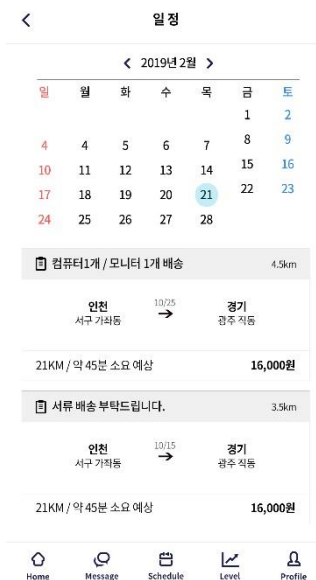 일정
2019년 2월
일 월 화 수 목 금 토
1 2
4 4 5 6 7 8 9
10 11 12 13 14 15 16
17 18 19 20 21 22 23
24 25 26 27 28
컴퓨터1개 / 모니터 1개 배송 4.5km
인천 10/25 경기
서구 가좌동 광주 직동
21KM / 약 45분 소요 예상 16,000원
서류 배송 부탁드립니다. 3.5km
인천 10/15 경기
서구 가좌동 광주 직동
21KM / 약 45분 소요 예상 16,000원
Home Message Schedule Level Profile